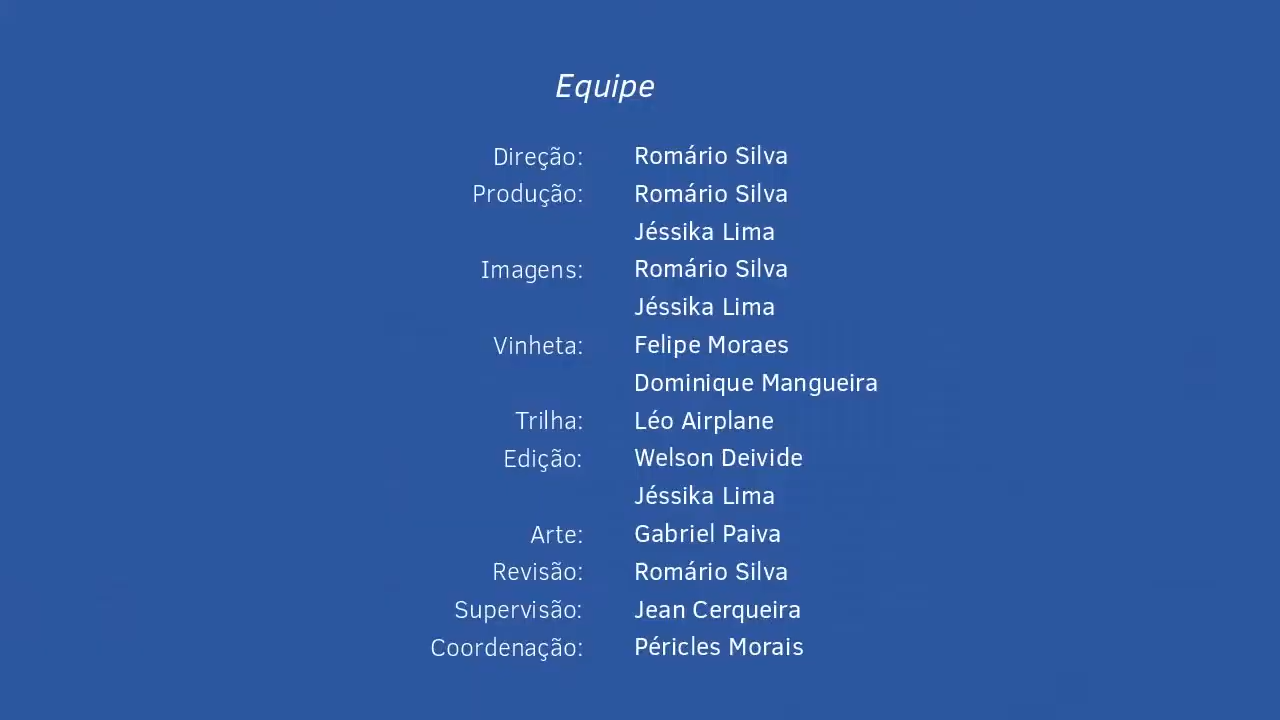 Equipe
Direção: Romário Silva
Produção: Romário Silva
Jéssika Lima
Imagens: Romário Silva
Jéssika Lima
Vinheta: Felipe Moraes
Dominique Mangueira
Trilha: Léo Airplane
Edição: Welson Deivide
Jéssika Lima
Arte: Gabriel Paiva
Revisão: Romário Silva
Supervisão: Jean Cerqueira
Coordenação: Péricles Morais